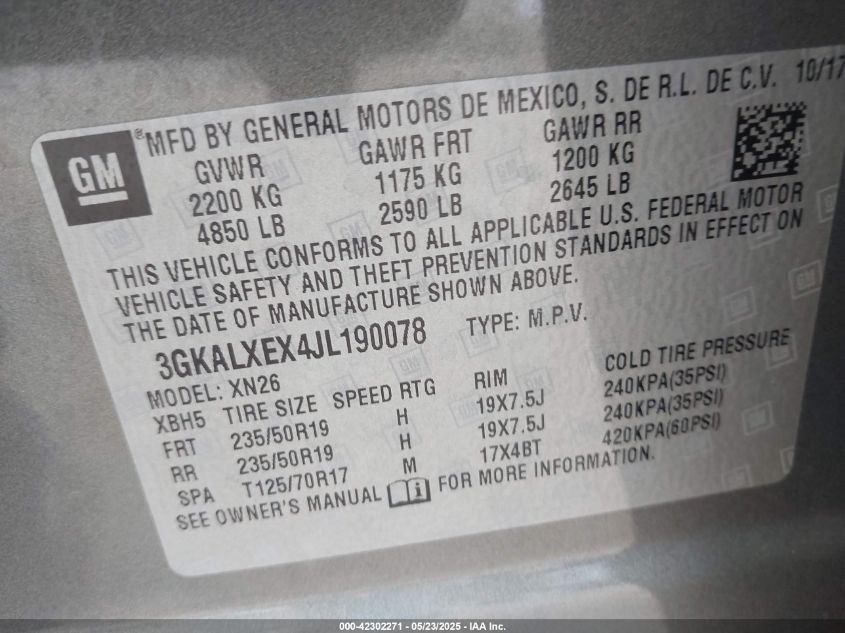 GM
®MFD BY GENERAL MOTORS DE MEXICO, S. DE R.L. DE C.V. 10/17
GVWR GAWR FRT GAWR RR
2200 KG 1175 KG 1200 KG
4850 LB 2590 LB 2645 LB
THIS VEHICLE CONFORMS TO ALL APPLICABLE U.S. FEDERAL MOTOR
VEHICLE SAFETY AND THEFT PREVENTION STANDARDS IN EFFECT ON
THE DATE OF MANUFACTURE SHOWN ABOVE.
3GKALXEX4JL190078 TYPE: M.P.V.
MODEL: XN26
XBH5 TIRE SIZE SPEED RTG RIM COLD TIRE PRESSURE
FRT 235/50R19 H 19X7.5J 240KPA(35PSI)
RR 235/50R19 H 19X7.5J 240KPA(35PSI)
SPA T125/70R17 M 17X4BT 420KPA(60PSI)
SEE OWNER'S MANUAL FOR MORE INFORMATION.
000-42302271 - 05/23/2025 - IAA Inc.